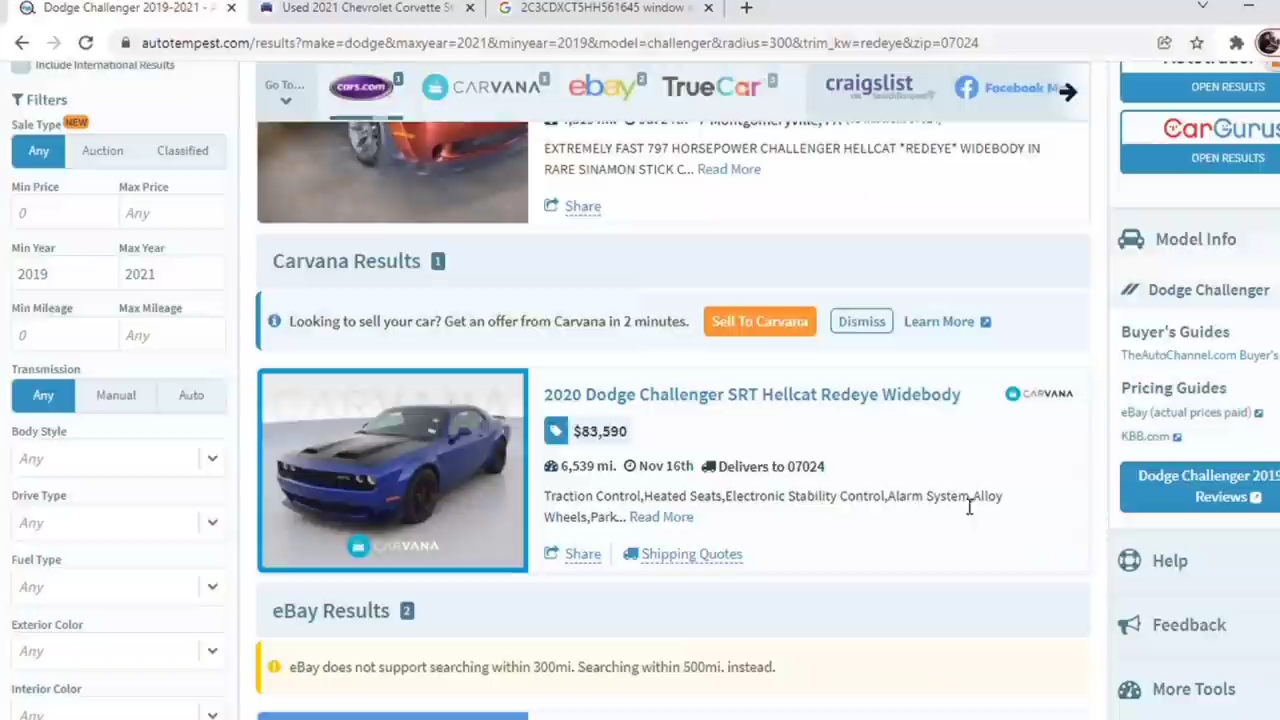 Dodge Challenger 2019-2021 -
Used 2021 Chevrolet Corvette St
2C3CDXCT5HH561645 window
autotempest.com/results?make=dodge&maxyear=2021&minyear=2019&model=challenger&radius=300&trim_kw=redeye&zip=07024
Include International Results
Filters
Sale Type NEW
Any Auction Classified
Min Price Max Price
0 Any
Min Year Max Year
2019 2021
Min Mileage Max Mileage
0 Any
Transmission
Any Manual Auto
Body Style
Any
Drive Type
Any
Fuel Type
Any
Exterior Color
Any
Interior Color
Any
Go To...
cars.com 1
CARVANA 1
ebay 2
TrueCar 3
craigslist
Facebook M
Montgomeryville, PA
EXTREMELY FAST 797 HORSEPOWER CHALLENGER HELLCAT *REDEYE* WIDEBODY IN
RARE SINAMON STICK C... Read More
Share
Carvana Results 1
Looking to sell your car? Get an offer from Carvana in 2 minutes. Sell To Carvana Dismiss Learn More
2020 Dodge Challenger SRT Hellcat Redeye Widebody
CARVANA
$83,590
6,539 mi. Nov 16th Delivers to 07024
Traction Control,Heated Seats,Electronic Stability Control,Alarm System,Alloy
Wheels,Park... Read More
Share Shipping Quotes
CARVANA
eBay Results 2
eBay does not support searching within 300mi. Searching within 500mi. instead.
OPEN RESULTS
CarGurus
OPEN RESULTS
Model Info
Dodge Challenger
Buyer's Guides
TheAutoChannel.com Buyer's
Pricing Guides
eBay (actual prices paid)
KBB.com
Dodge Challenger 2019
Reviews
Help
Feedback
More Tools